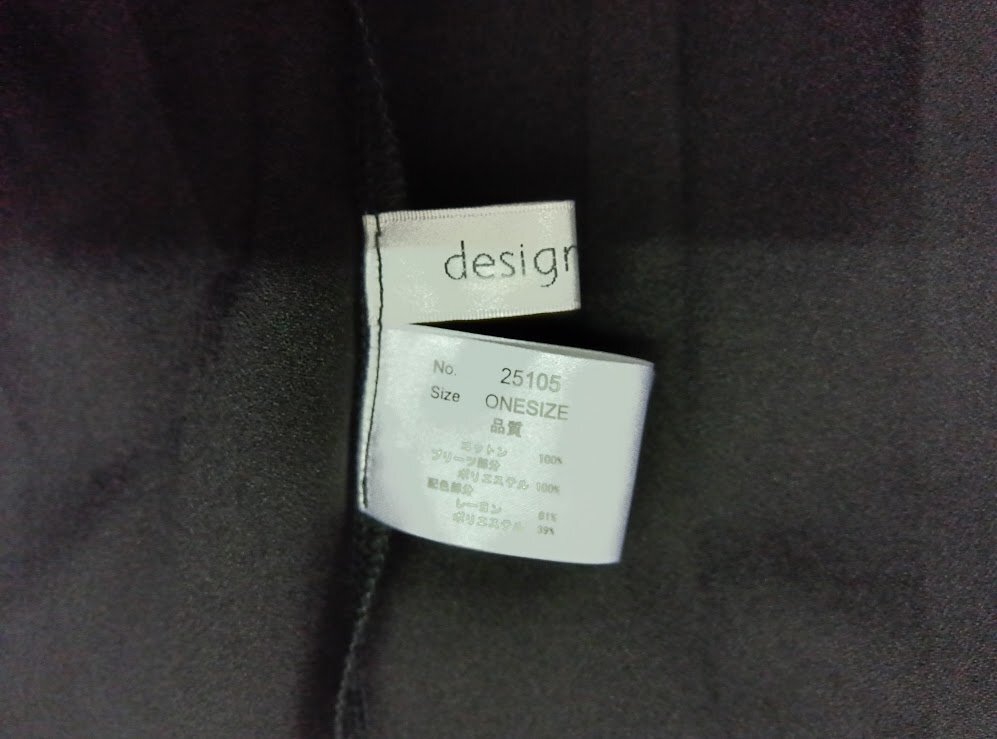 design
No. 25105
Size ONESIZE
品質
コットン 100%
プリーツ部分
ポリエステル 100%
配色部分
レーヨン 61%
ポリエステル 39%